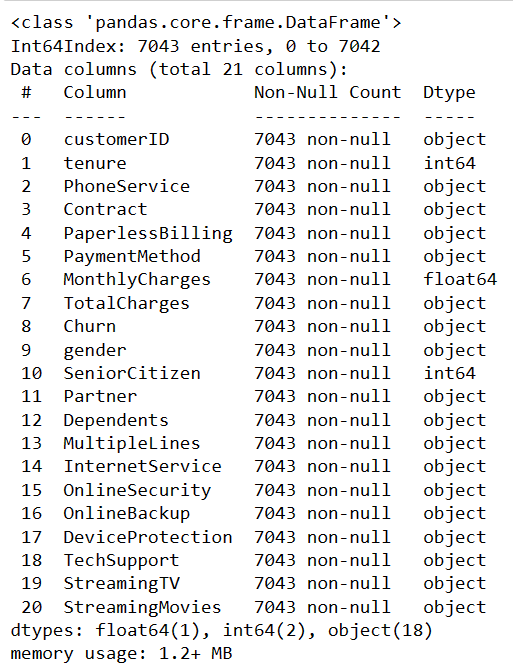 <class 'pandas.core.frame.DataFrame'>
Int64Index: 7043 entries, 0 to 7042
Data columns (total 21 columns):
 #   Column            Non-Null Count  Dtype
---  ------            --------------  -----
 0   customerID        7043 non-null   object
 1   tenure            7043 non-null   int64
 2   PhoneService      7043 non-null   object
 3   Contract          7043 non-null   object
 4   PaperlessBilling  7043 non-null   object
 5   PaymentMethod     7043 non-null   object
 6   MonthlyCharges    7043 non-null   float64
 7   TotalCharges      7043 non-null   object
 8   Churn             7043 non-null   object
 9   gender            7043 non-null   object
 10  SeniorCitizen     7043 non-null   int64
 11  Partner           7043 non-null   object
 12  Dependents        7043 non-null   object
 13  MultipleLines     7043 non-null   object
 14  InternetService   7043 non-null   object
 15  OnlineSecurity    7043 non-null   object
 16  OnlineBackup      7043 non-null   object
 17  DeviceProtection  7043 non-null   object
 18  TechSupport       7043 non-null   object
 19  StreamingTV       7043 non-null   object
 20  StreamingMovies   7043 non-null   object
dtypes: float64(1), int64(2), object(18)
memory usage: 1.2+ MB